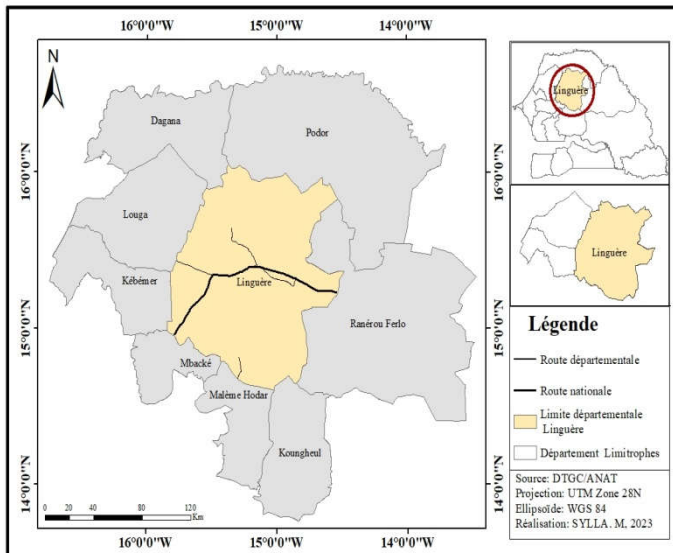 16°0'0"W 15°0'0"W 14°0'0"W
N
Dagana
Podor
16°0'0"N
16°0'0"N
Louga
Kébémer
Linguère
Ranérou Ferlo
15°0'0"N
15°0'0"N
Mbacké
Malème Hodar
Koungheul
14°0'0"N
14°0'0"N
0 20 40 80 120
Km
16°0'0"W 15°0'0"W 14°0'0"W
Linguère
Linguère
Légende
Route départementale
Route nationale
Limite départementale
Linguère
Départment Limitrophes
Source: DTGC/ANAT
Projection: UTM Zone 28N
Ellipsoïde: WGS 84
Réalisation: SYLLA. M, 2023